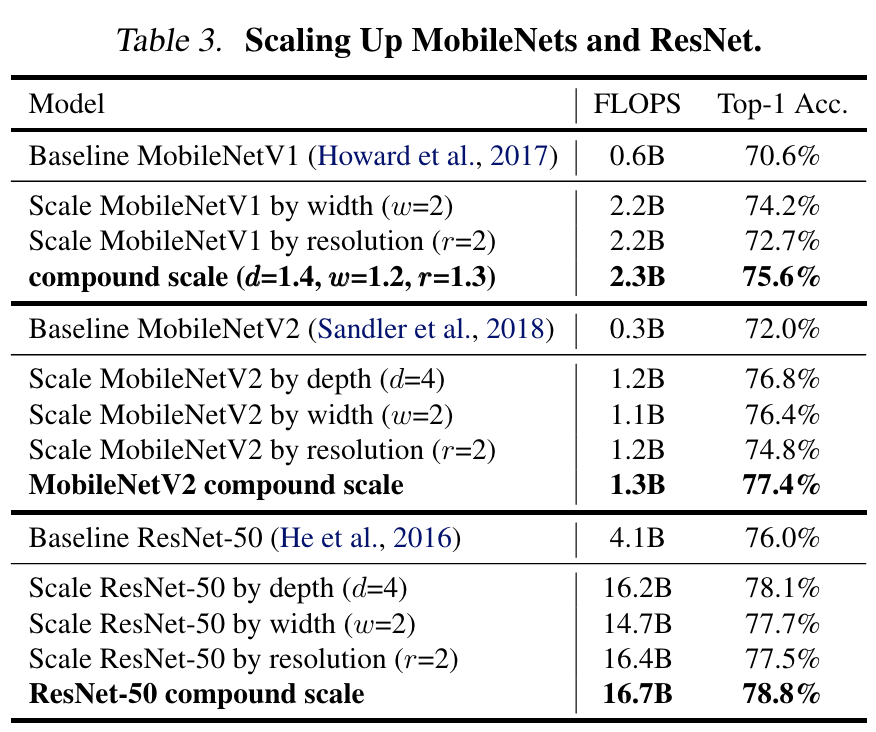 Table 3. Scaling Up MobileNets and ResNet.
Model FLOPS Top-1 Acc.
Baseline MobileNetV1 (Howard et al., 2017) 0.6B 70.6%
Scale MobileNetV1 by width (w=2) 2.2B 74.2%
Scale MobileNetV1 by resolution (r=2) 2.2B 72.7%
compound scale (d=1.4, w=1.2, r=1.3) 2.3B 75.6%
Baseline MobileNetV2 (Sandler et al., 2018) 0.3B 72.0%
Scale MobileNetV2 by depth (d=4) 1.2B 76.8%
Scale MobileNetV2 by width (w=2) 1.1B 76.4%
Scale MobileNetV2 by resolution (r=2) 1.2B 74.8%
MobileNetV2 compound scale 1.3B 77.4%
Baseline ResNet-50 (He et al., 2016) 4.1B 76.0%
Scale ResNet-50 by depth (d=4) 16.2B 78.1%
Scale ResNet-50 by width (w=2) 14.7B 77.7%
Scale ResNet-50 by resolution (r=2) 16.4B 77.5%
ResNet-50 compound scale 16.7B 78.8%